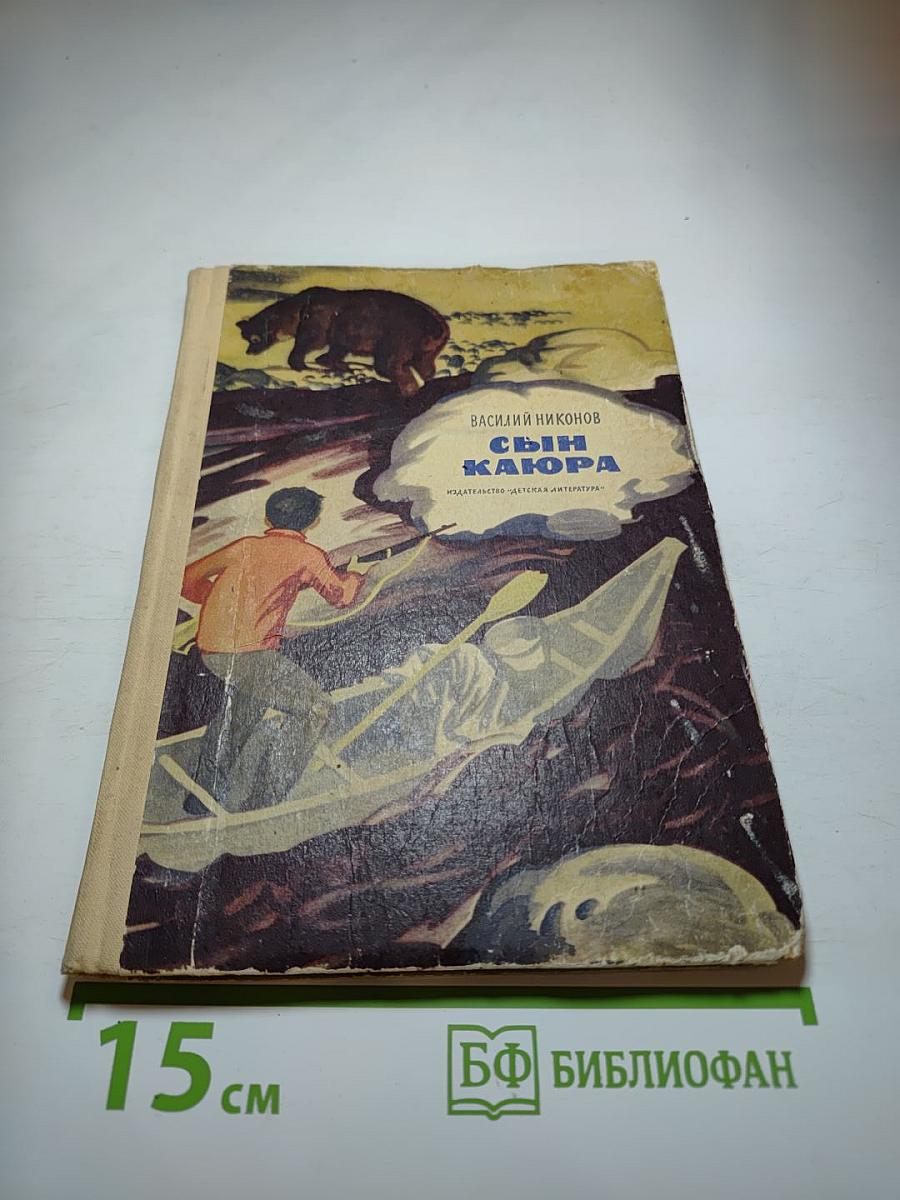 ВАСИЛИЙ НИКОНОВ
СЫН
КАЮРА
ИЗДАТЕЛЬСТВО "ДЕТСКАЯ ЛИТЕРАТУРА"
15 см
БФ БИБЛИОФАН